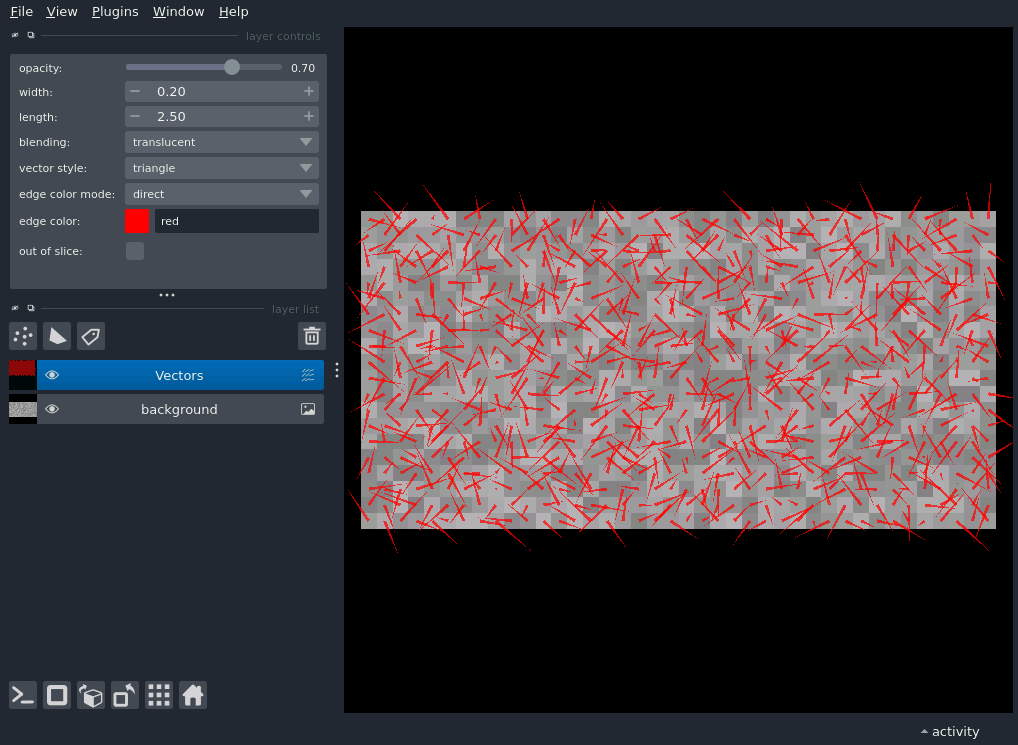 File View Plugins Window Help
layer controls
opacity: 0.70
width: − 0.20 +
length: − 2.50 +
blending: translucent
vector style: triangle
edge color mode: direct
edge color: red
out of slice:
layer list
Vectors
background
activity